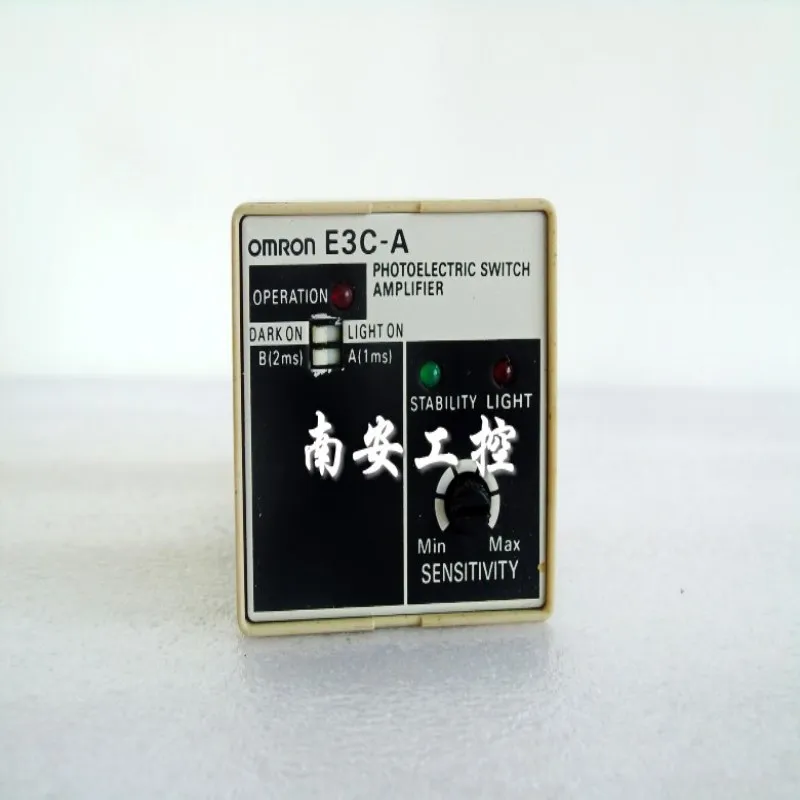 omron E3C-A
PHOTOELECTRIC SWITCH
AMPLIFIER
OPERATION
DARK ON LIGHT ON
B(2ms) A(1ms)
STABILITY LIGHT
南安工控
Min Max
SENSITIVITY